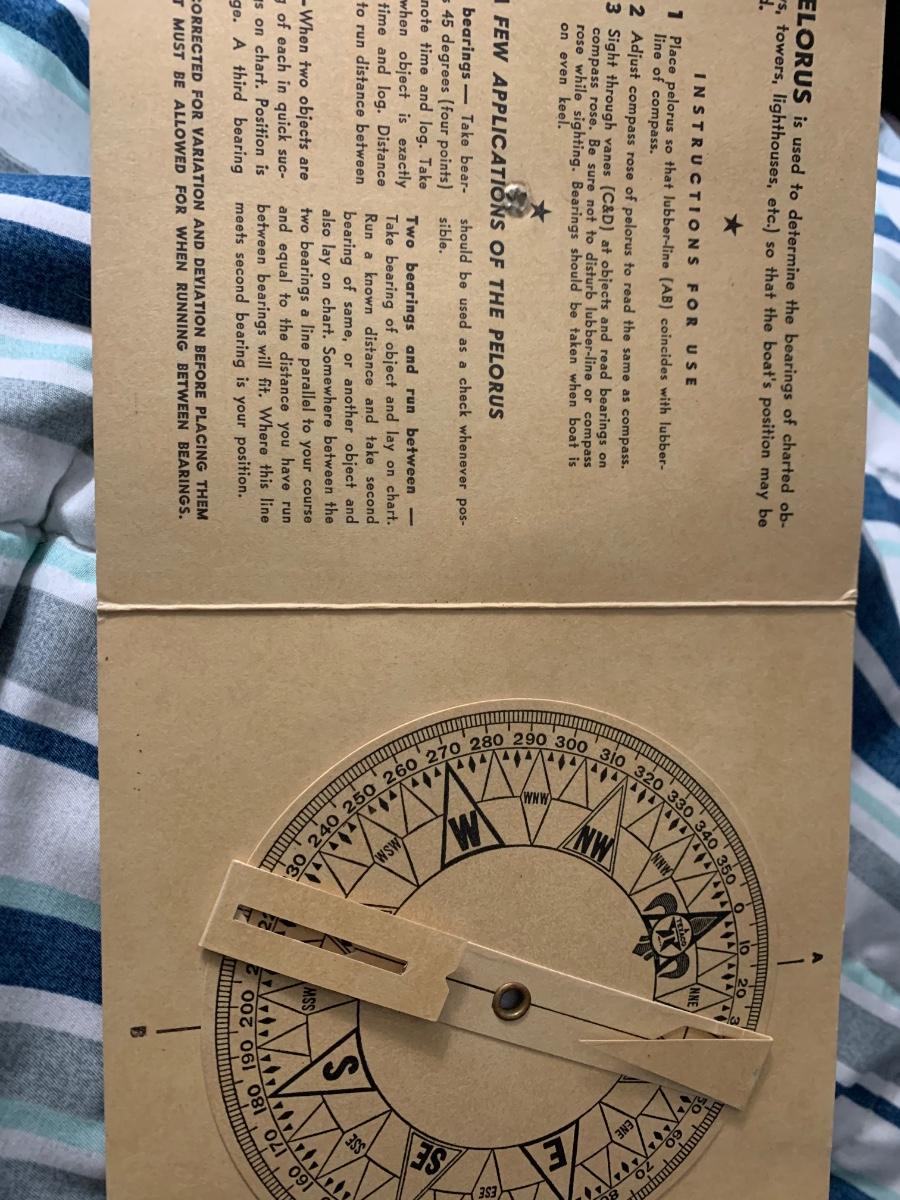 ELORUS is used to determine the bearings of charted ob-
rs, towers, lighthouses, etc.) so that the boat's position may be
d.
INSTRUCTIONS FOR USE
1 Place pelorus so that lubber-line (AB) coincides with lubber-
line of compass.
2 Adjust compass rose of pelorus to read the same as compass.
3 Sight through vanes (C&D) at objects and read bearings on
compass rose. Be sure not to disturb lubber-line or compass
rose while sighting. Bearings should be taken when boat is
on even keel.
A FEW APPLICATIONS OF THE PELORUS
bearings — Take bear-
s 45 degrees (four points)
note time and log. Take
when object is exactly
time and log. Distance
to run distance between
—When two objects are
g of each in quick suc-
gs on chart. Position is
ge. A third bearing
should be used as a check whenever pos-
sible.
Two bearings and run between —
Take bearing of object and lay on chart.
Run a known distance and take second
bearing of same, or another object and
also lay on chart. Somewhere between the
two bearings a line parallel to your course
and equal to the distance you have run
between bearings will fit. Where this line
meets second bearing is your position.
CORRECTED FOR VARIATION AND DEVIATION BEFORE PLACING THEM
T MUST BE ALLOWED FOR WHEN RUNNING BETWEEN BEARINGS.
A
B
0 10 20 3
50 60 70 80
160 170 180 190 200
30 240 250 260 270 280 290 300 310 320 330 340 350
TEXACO
NNE
ENE
E
ESE
SE
SSE
S
SSW
WSW
W
WNW
NW
NNW